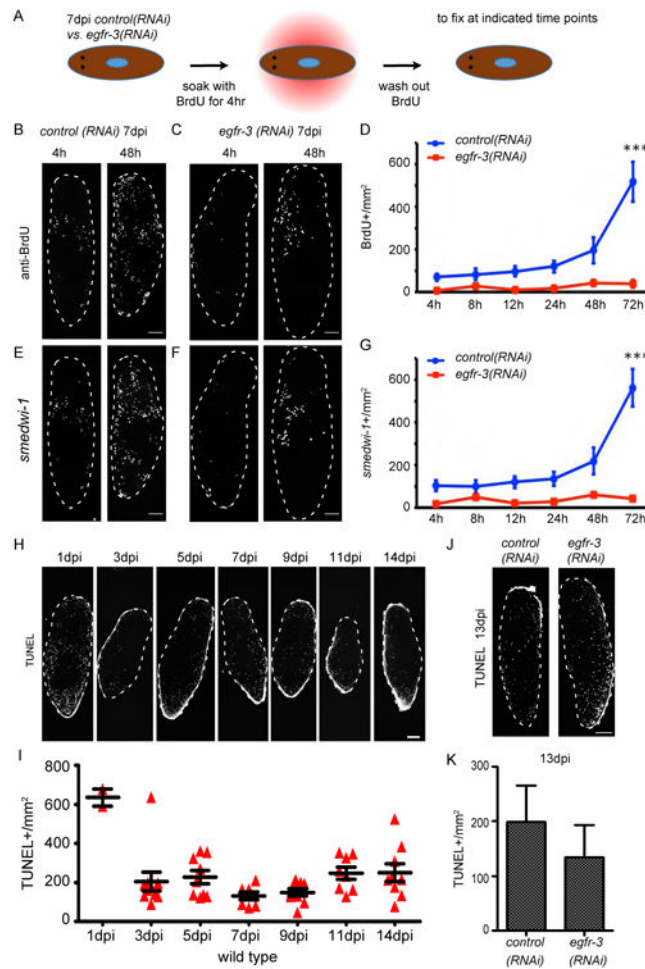 A
7dpi control(RNAi)
vs. egfr-3(RNAi)
to fix at indicated time points
soak with
BrdU for 4hr
wash out
BrdU
B
control (RNAi) 7dpi
4h 48h
anti-BrdU
C
egfr-3 (RNAi) 7dpi
4h 48h
D
control(RNAi)
egfr-3(RNAi)
***
BrdU+/mm²
600
400
200
0
4h 8h 12h 24h 48h 72h
E
smedwi-1
F
G
control(RNAi)
egfr-3(RNAi)
***
smedwi-1+/mm²
600
400
200
0
4h 8h 12h 24h 48h 72h
H
1dpi 3dpi 5dpi 7dpi 9dpi 11dpi 14dpi
TUNEL
J
control
(RNAi)
egfr-3
(RNAi)
TUNEL 13dpi
I
TUNEL+/mm²
800
600
400
200
0
1dpi 3dpi 5dpi 7dpi 9dpi 11dpi 14dpi
wild type
K
13dpi
TUNEL+/mm²
300
200
100
0
control
(RNAi)
egfr-3
(RNAi)